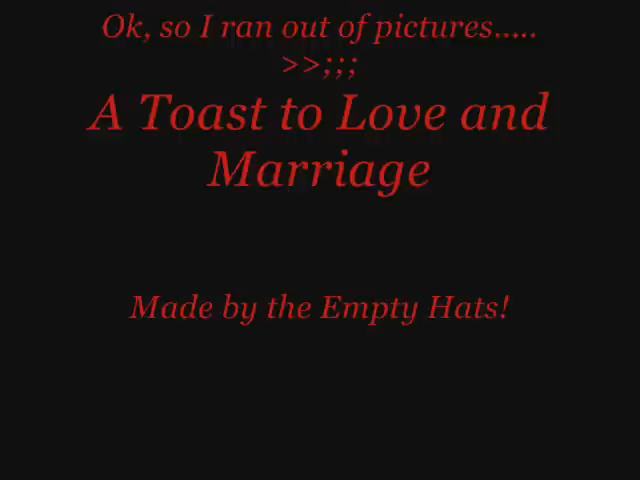 Ok, so I ran out of pictures.....
>>;;;
A Toast to Love and
Marriage
Made by the Empty Hats!